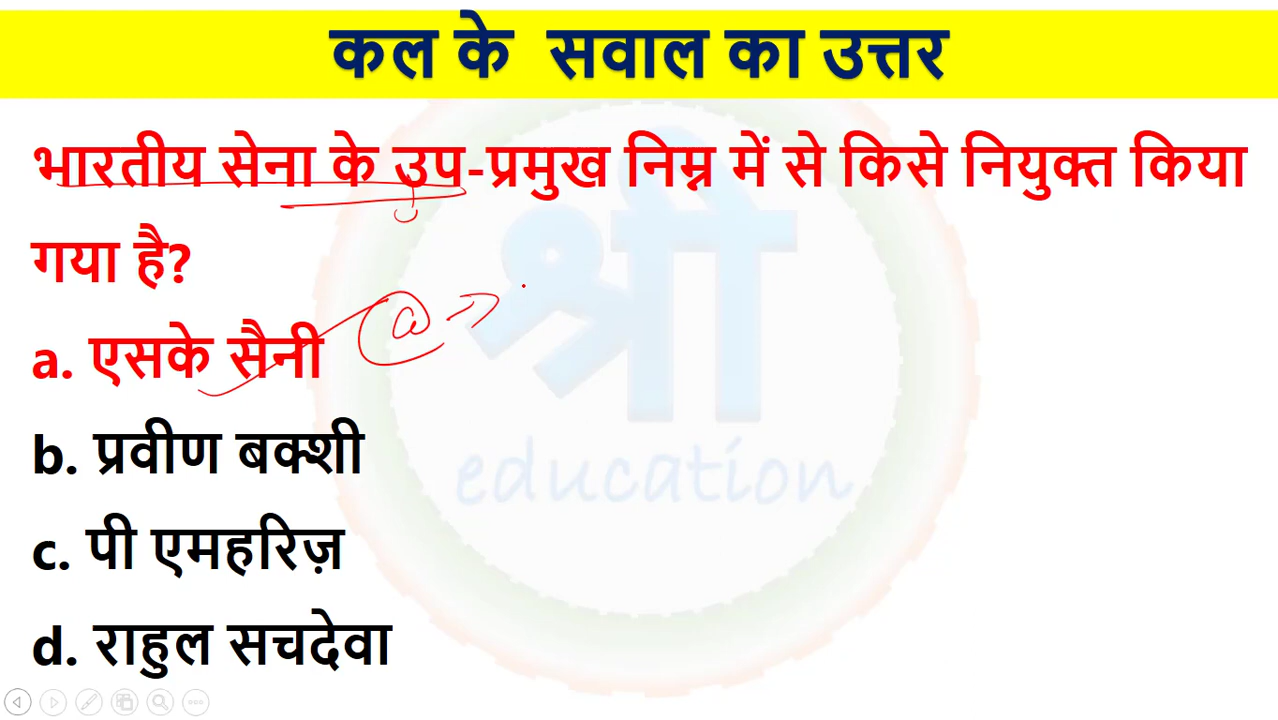 कल के सवाल का उत्तर
भारतीय सेना के उप-प्रमुख निम्न में से किसे नियुक्त किया
गया है?
a. एसके सैनी
a
b. प्रवीण बक्शी
c. पी एमहरिज़
d. राहुल सचदेवा
श्री
education